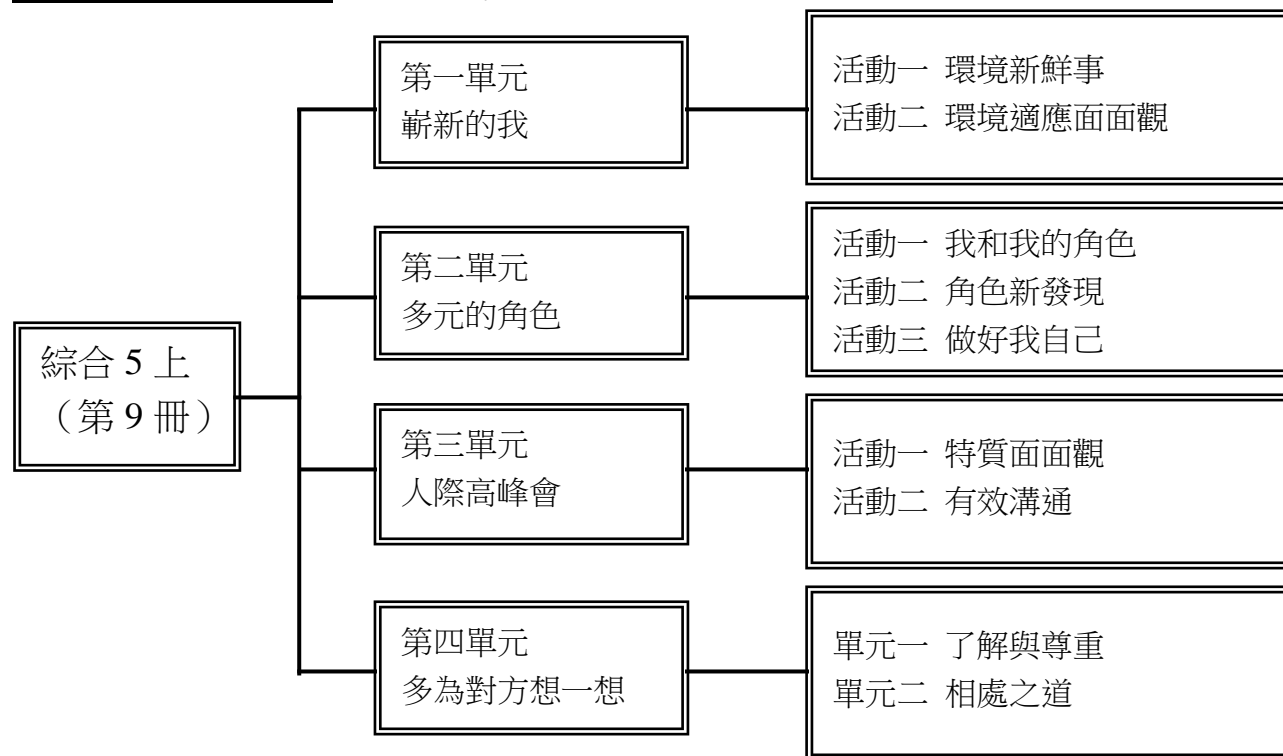 綜合 5 上
（第 9 冊）
第一單元
嶄新的我
活動一 環境新鮮事
活動二 環境適應面面觀
第二單元
多元的角色
活動一 我和我的角色
活動二 角色新發現
活動三 做好我自己
第三單元
人際高峰會
活動一 特質面面觀
活動二 有效溝通
第四單元
多為對方想一想
單元一 了解與尊重
單元二 相處之道